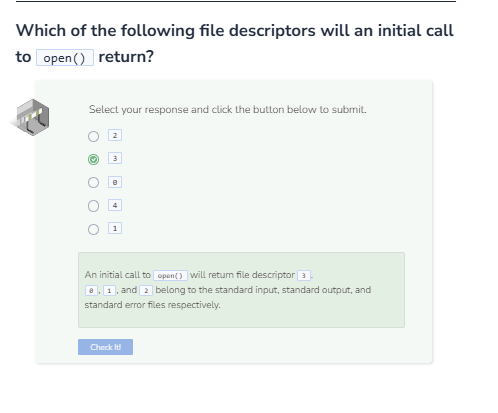 Which of the following file descriptors will an initial call
to open() return?
Select your response and click the button below to submit.
2
3
0
4
1
An initial call to open() will return file descriptor 3.
0, 1, and 2 belong to the standard input, standard output, and
standard error files respectively.
Check It!